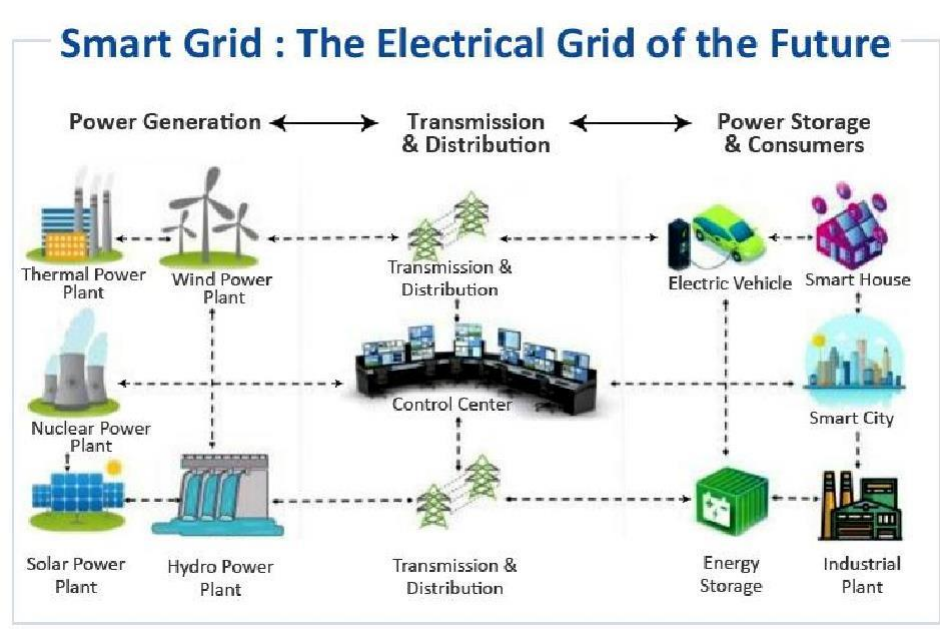 Smart Grid : The Electrical Grid of the Future
Power Generation
Transmission
& Distribution
Power Storage
& Consumers
Thermal Power
Plant
Wind Power
Plant
Transmission &
Distribution
Electric Vehicle
Smart House
Nuclear Power
Plant
Control Center
Smart City
Solar Power
Plant
Hydro Power
Plant
Transmission &
Distribution
Energy
Storage
Industrial
Plant